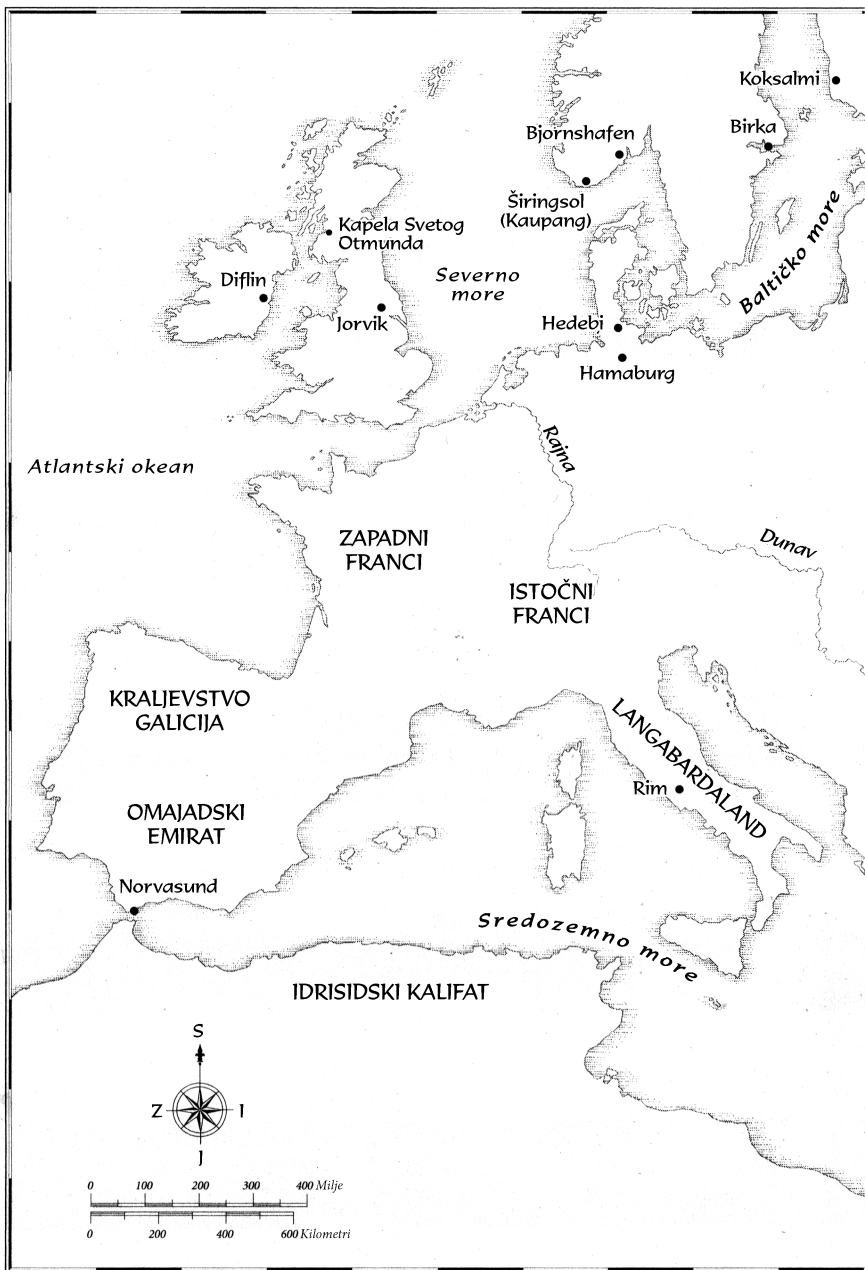 Koksalmi
Bjornshafen
Birka
Širingsol
(Kaupang)
Kapela Svetog
Otmunda
Baltičko more
Diflin
Severno
more
Jorvik
Hedebi
Hamaburg
Rajna
Atlantski okean
ZAPADNI
FRANCI
Dunav
ISTOČNI
FRANCI
KRALJEVSTVO
GALICIJA
LANGABARDALAND
Rim
OMAJADSKI
EMIRAT
Norvasund
Sredozemno more
IDRISIDSKI KALIFAT
S
Z I
J
0 100 200 300 400 Milje
0 200 400 600 Kilometri